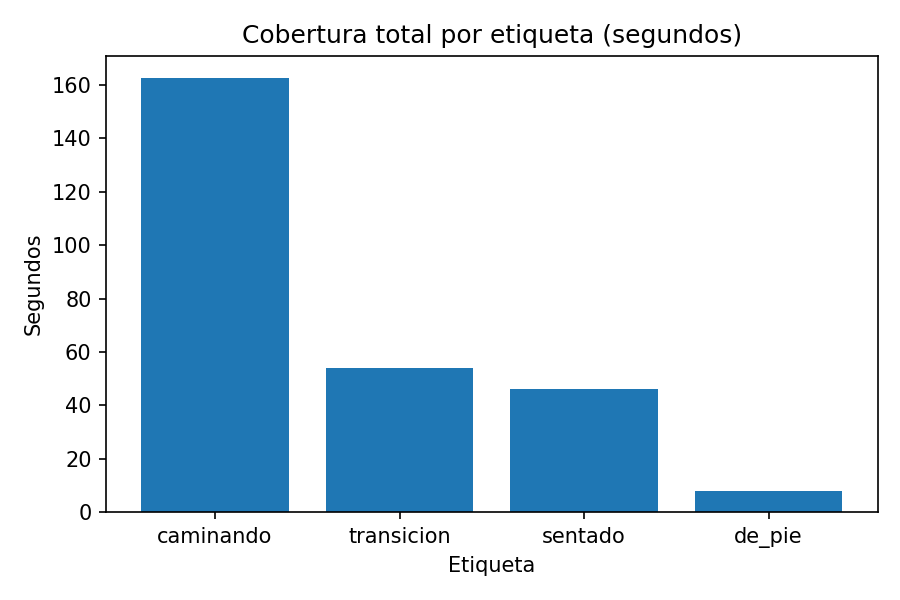 Cobertura total por etiqueta (segundos)
Segundos
160
140
120
100
80
60
40
20
0
caminando transicion sentado de_pie
Etiqueta